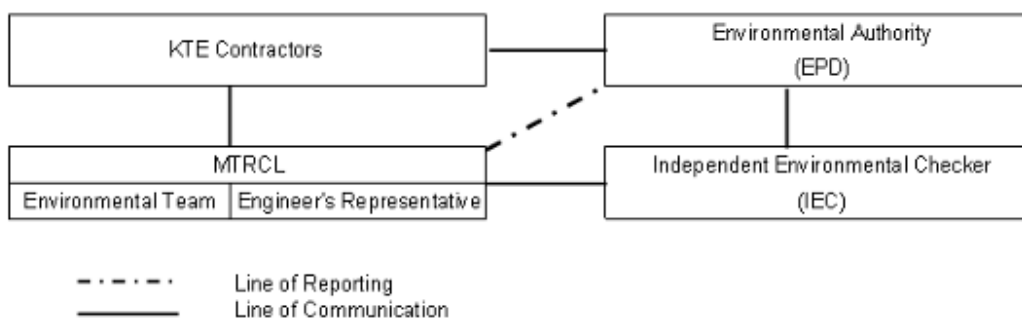 KTE Contractors
Environmental Authority
(EPD)
MTRCL
Environmental Team
Engineer's Representative
Independent Environmental Checker
(IEC)
Line of Reporting
Line of Communication